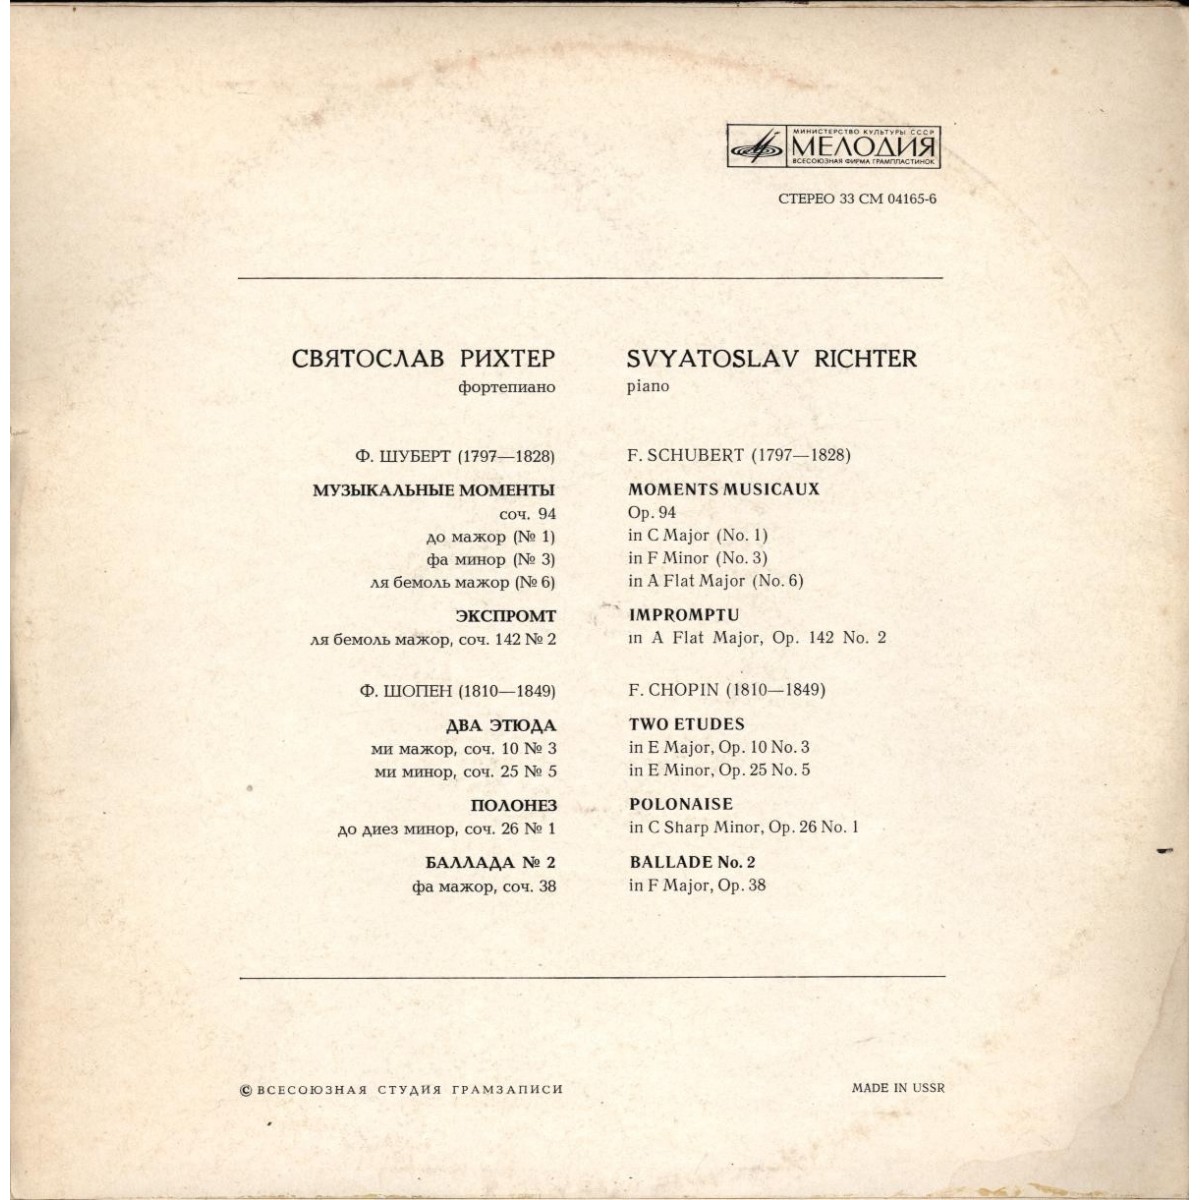 МИНИСТЕРСТВО КУЛЬТУРЫ СССР
МЕЛОДИЯ
ВСЕСОЮЗНАЯ ФИРМА ГРАМПЛАСТИНОК
СТЕРЕО 33 СМ 04165-6
СВЯТОСЛАВ РИХТЕР
фортепиано
Ф. ШУБЕРТ (1797—1828)
МУЗЫКАЛЬНЫЕ МОМЕНТЫ
соч. 94
до мажор (№ 1)
фа минор (№ 3)
ля бемоль мажор (№ 6)
ЭКСПРОМТ
ля бемоль мажор, соч. 142 № 2
Ф. ШОПЕН (1810—1849)
ДВА ЭТЮДА
ми мажор, соч. 10 № 3
ми минор, соч. 25 № 5
ПОЛОНЕЗ
до диез минор, соч. 26 № 1
БАЛЛАДА № 2
фа мажор, соч. 38
SVYATOSLAV RICHTER
piano
F. SCHUBERT (1797—1828)
MOMENTS MUSICAUX
Op. 94
in C Major (No. 1)
in F Minor (No. 3)
in A Flat Major (No. 6)
IMPROMPTU
in A Flat Major, Op. 142 No. 2
F. CHOPIN (1810—1849)
TWO ETUDES
in E Major, Op. 10 No. 3
in E Minor, Op. 25 No. 5
POLONAISE
in C Sharp Minor, Op. 26 No. 1
BALLADE No. 2
in F Major, Op. 38
© ВСЕСОЮЗНАЯ СТУДИЯ ГРАМЗАПИСИ
MADE IN USSR